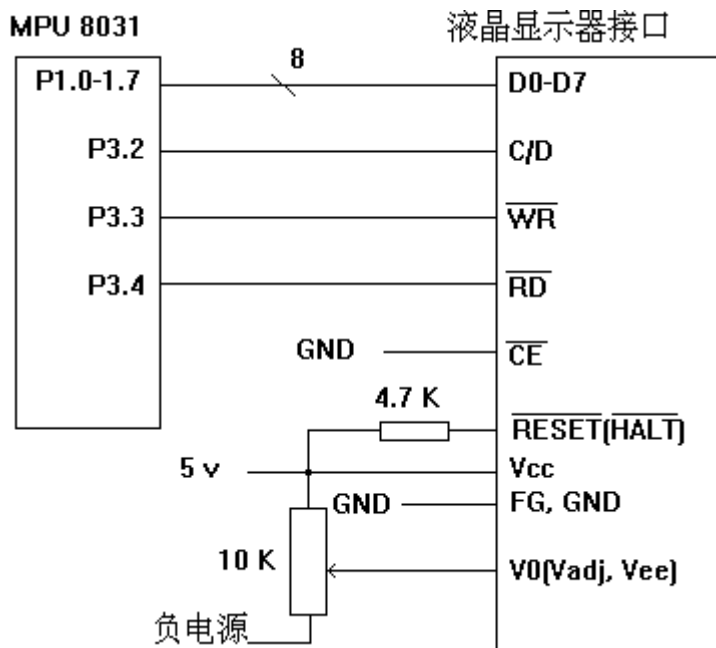 MPU 8031
液晶显示器接口
8
P1.0-1.7
D0-D7
P3.2
C/D
P3.3
WR
P3.4
RD
GND
CE
4.7 K
RESET(HALT)
5 v
Vcc
GND
FG, GND
10 K
V0(Vadj, Vee)
负电源